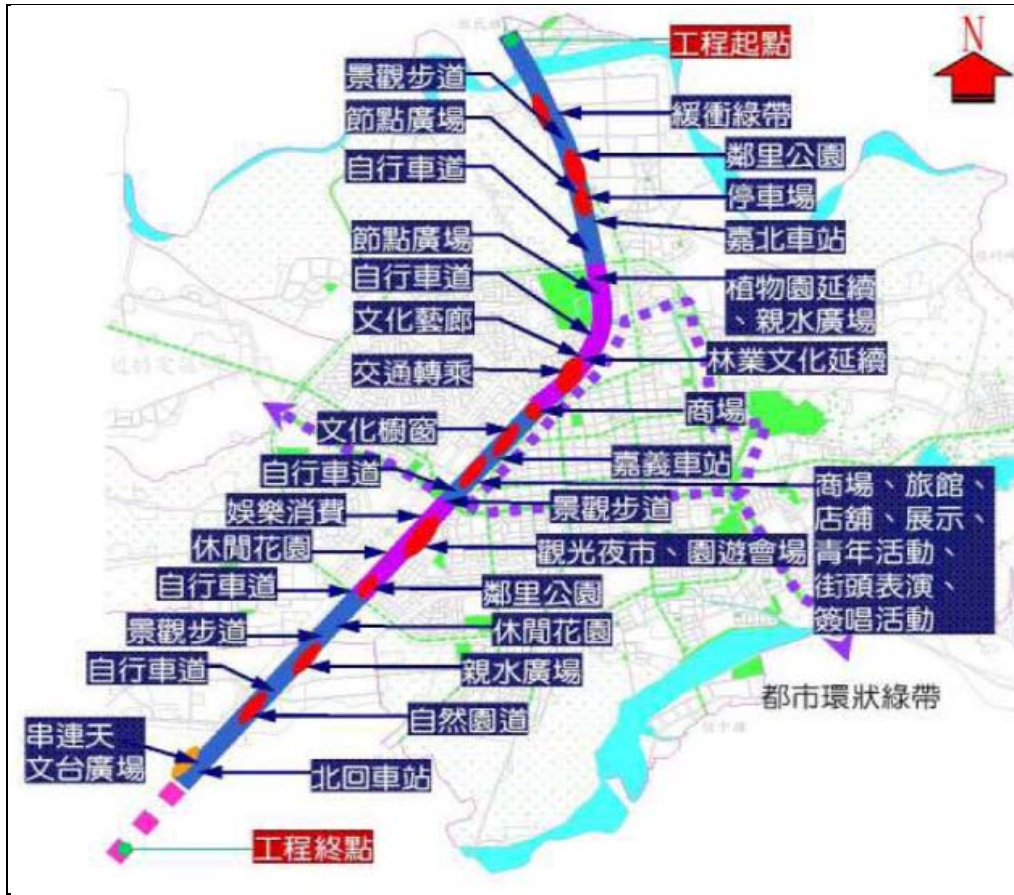 工程起點
N
景觀步道
緩衝綠帶
節點廣場
鄰里公園
自行車道
停車場
嘉北車站
節點廣場
自行車道
植物園延續
、親水廣場
文化藝廊
林業文化延續
交通轉乘
商場
文化櫥窗
嘉義車站
自行車道
景觀步道
商場、旅館、
店舖、展示、
青年活動、
街頭表演、
簽唱活動
娛樂消費
觀光夜市、園遊會場
休閒花園
自行車道
鄰里公園
景觀步道
休閒花園
自行車道
親水廣場
都市環狀綠帶
自然園道
串連天
文台廣場
北回車站
工程終點